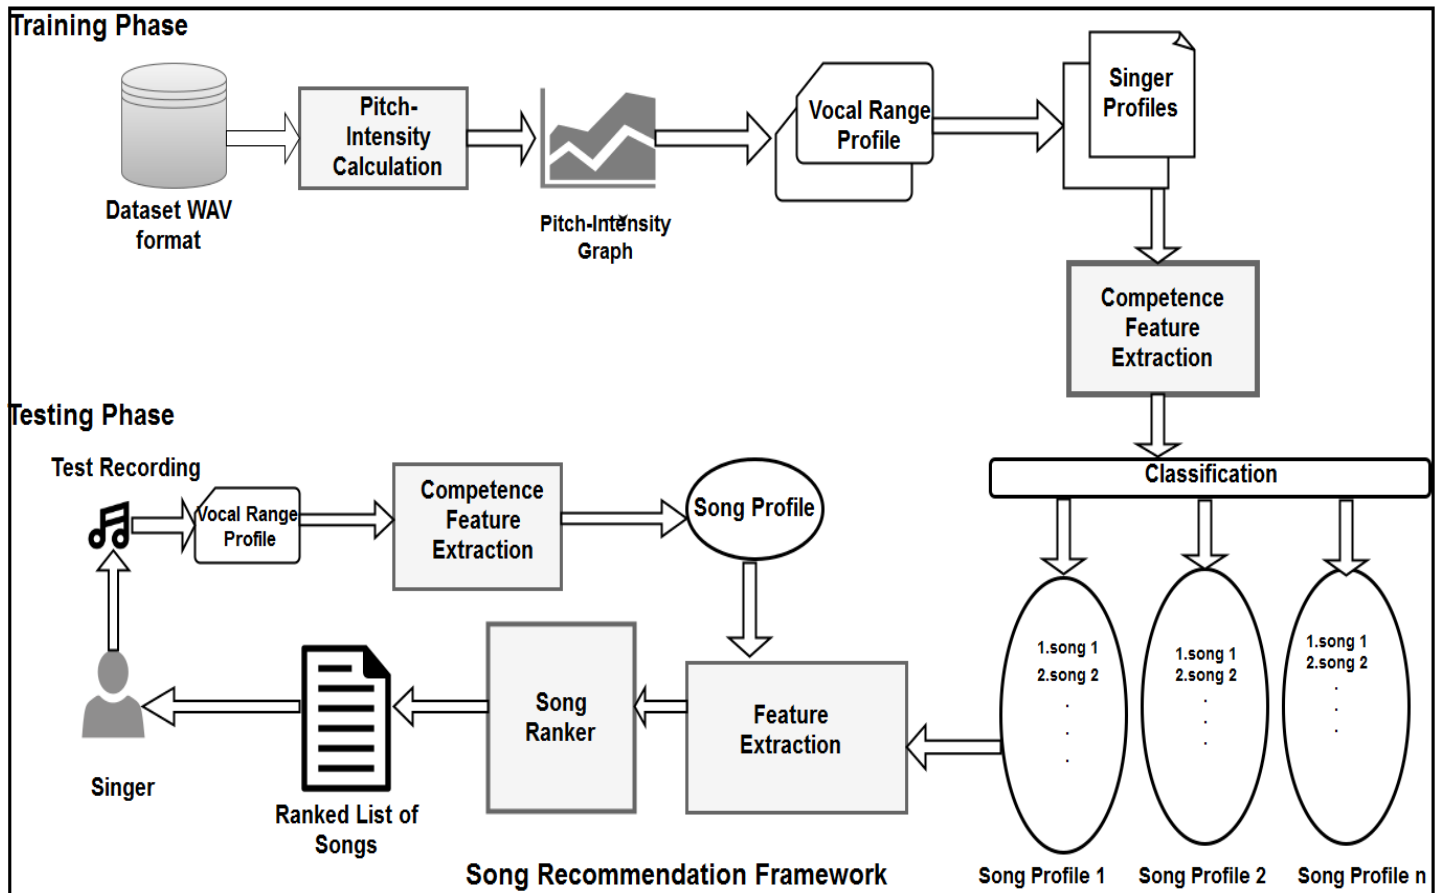 Training Phase
Pitch-
Intensity
Calculation
Dataset WAV
format
Pitch-Intensity
Graph
Vocal Range
Profile
Singer
Profiles
Competence
Feature
Extraction
Classification
1.song 1
2.song 2
.
.
.
Song Profile 1
1.song 1
2.song 2
.
.
.
Song Profile 2
1.song 1
2.song 2
.
.
.
Song Profile n
Testing Phase
Test Recording
Vocal Range
Profile
Competence
Feature
Extraction
Song Profile
Feature
Extraction
Song
Ranker
Ranked List of
Songs
Singer
Song Recommendation Framework